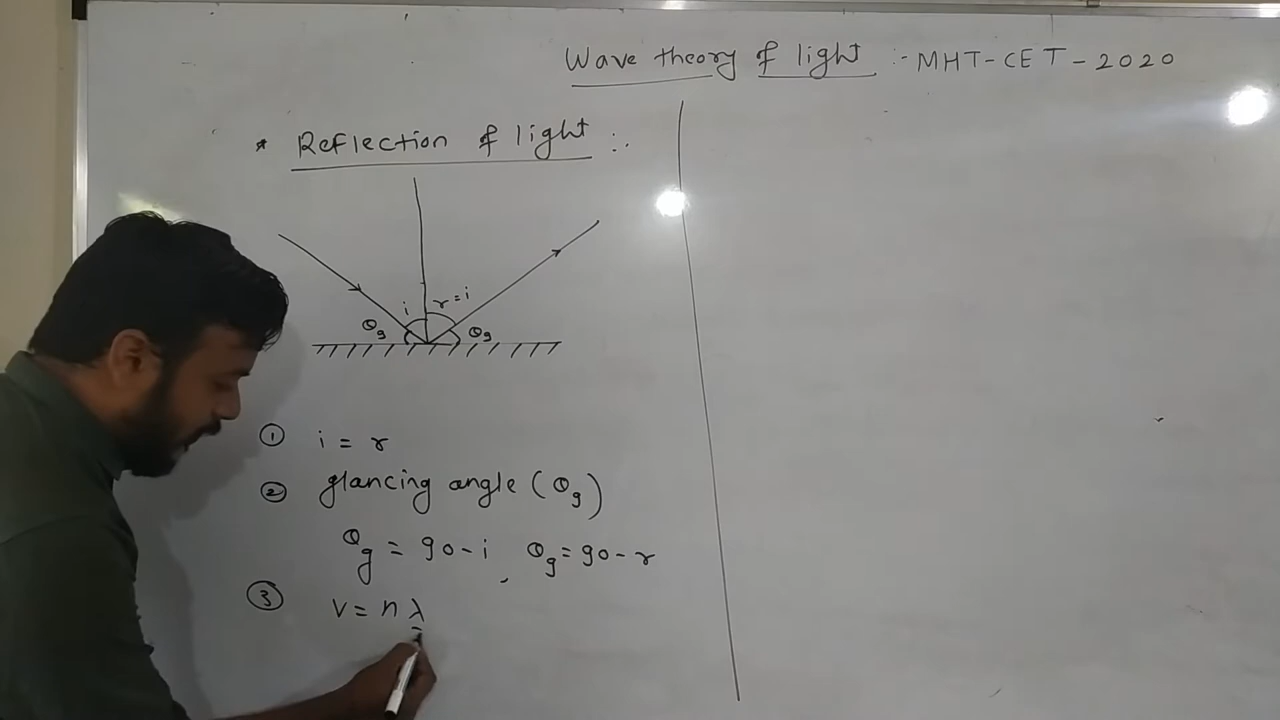 Wave theory of light :- MHT-CET-2020
* Reflection of light :.
i r=i
θg θg
① i = r
② glancing angle (θg)
θg = 90-i, θg=90-r
③ v=nλ